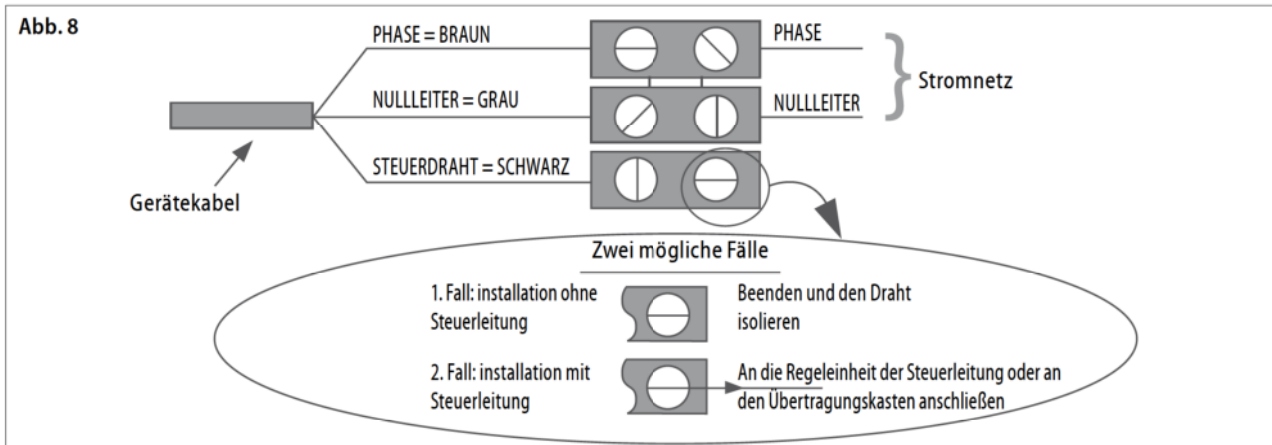 Abb. 8
PHASE = BRAUN
PHASE
Stromnetz
NULLLEITER = GRAU
NULLLEITER
STEUERDRAHT = SCHWARZ
Gerätekabel
Zwei mögliche Fälle
1. Fall: installation ohne
Steuerleitung
Beenden und den Draht
isolieren
2. Fall: installation mit
Steuerleitung
An die Regeleinheit der Steuerleitung oder an
den Übertragungskasten anschließen